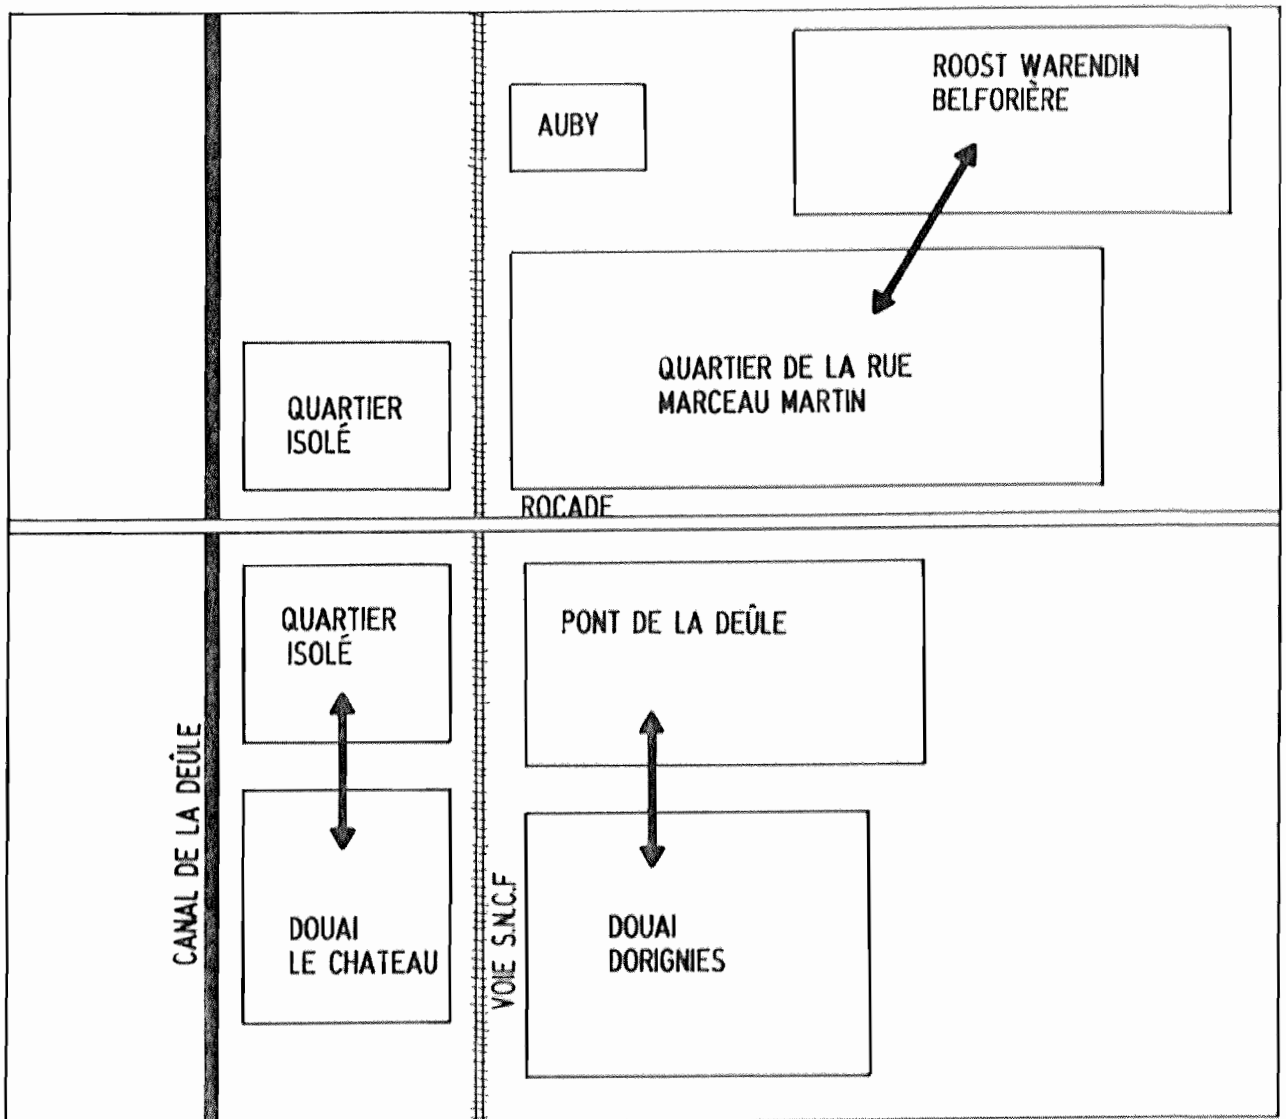 ROOST WARENDIN
BELFORIÈRE
AUBY
QUARTIER DE LA RUE
MARCEAU MARTIN
QUARTIER
ISOLÉ
ROCADE
QUARTIER
ISOLÉ
PONT DE LA DEÛLE
CANAL DE LA DEÛLE
VOIE S.N.C.F
DOUAI
LE CHATEAU
DOUAI
DORIGNIES